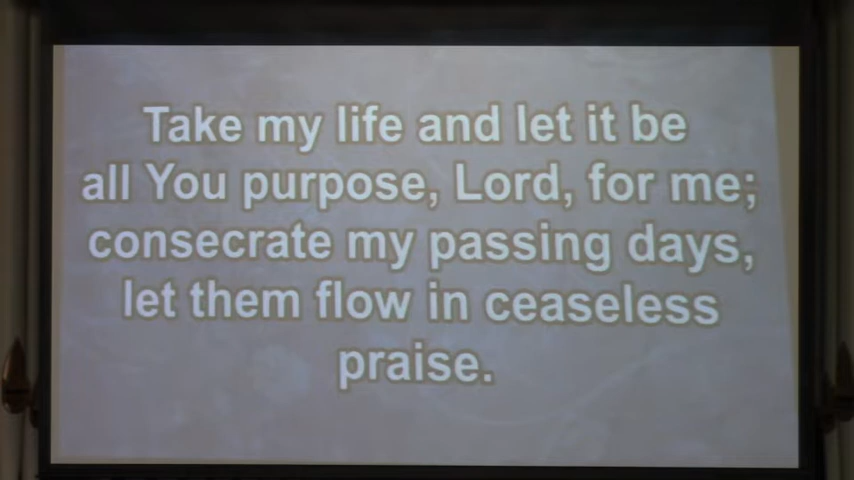 Take my life and let it be
all You purpose, Lord, for me;
consecrate my passing days,
let them flow in ceaseless
praise.